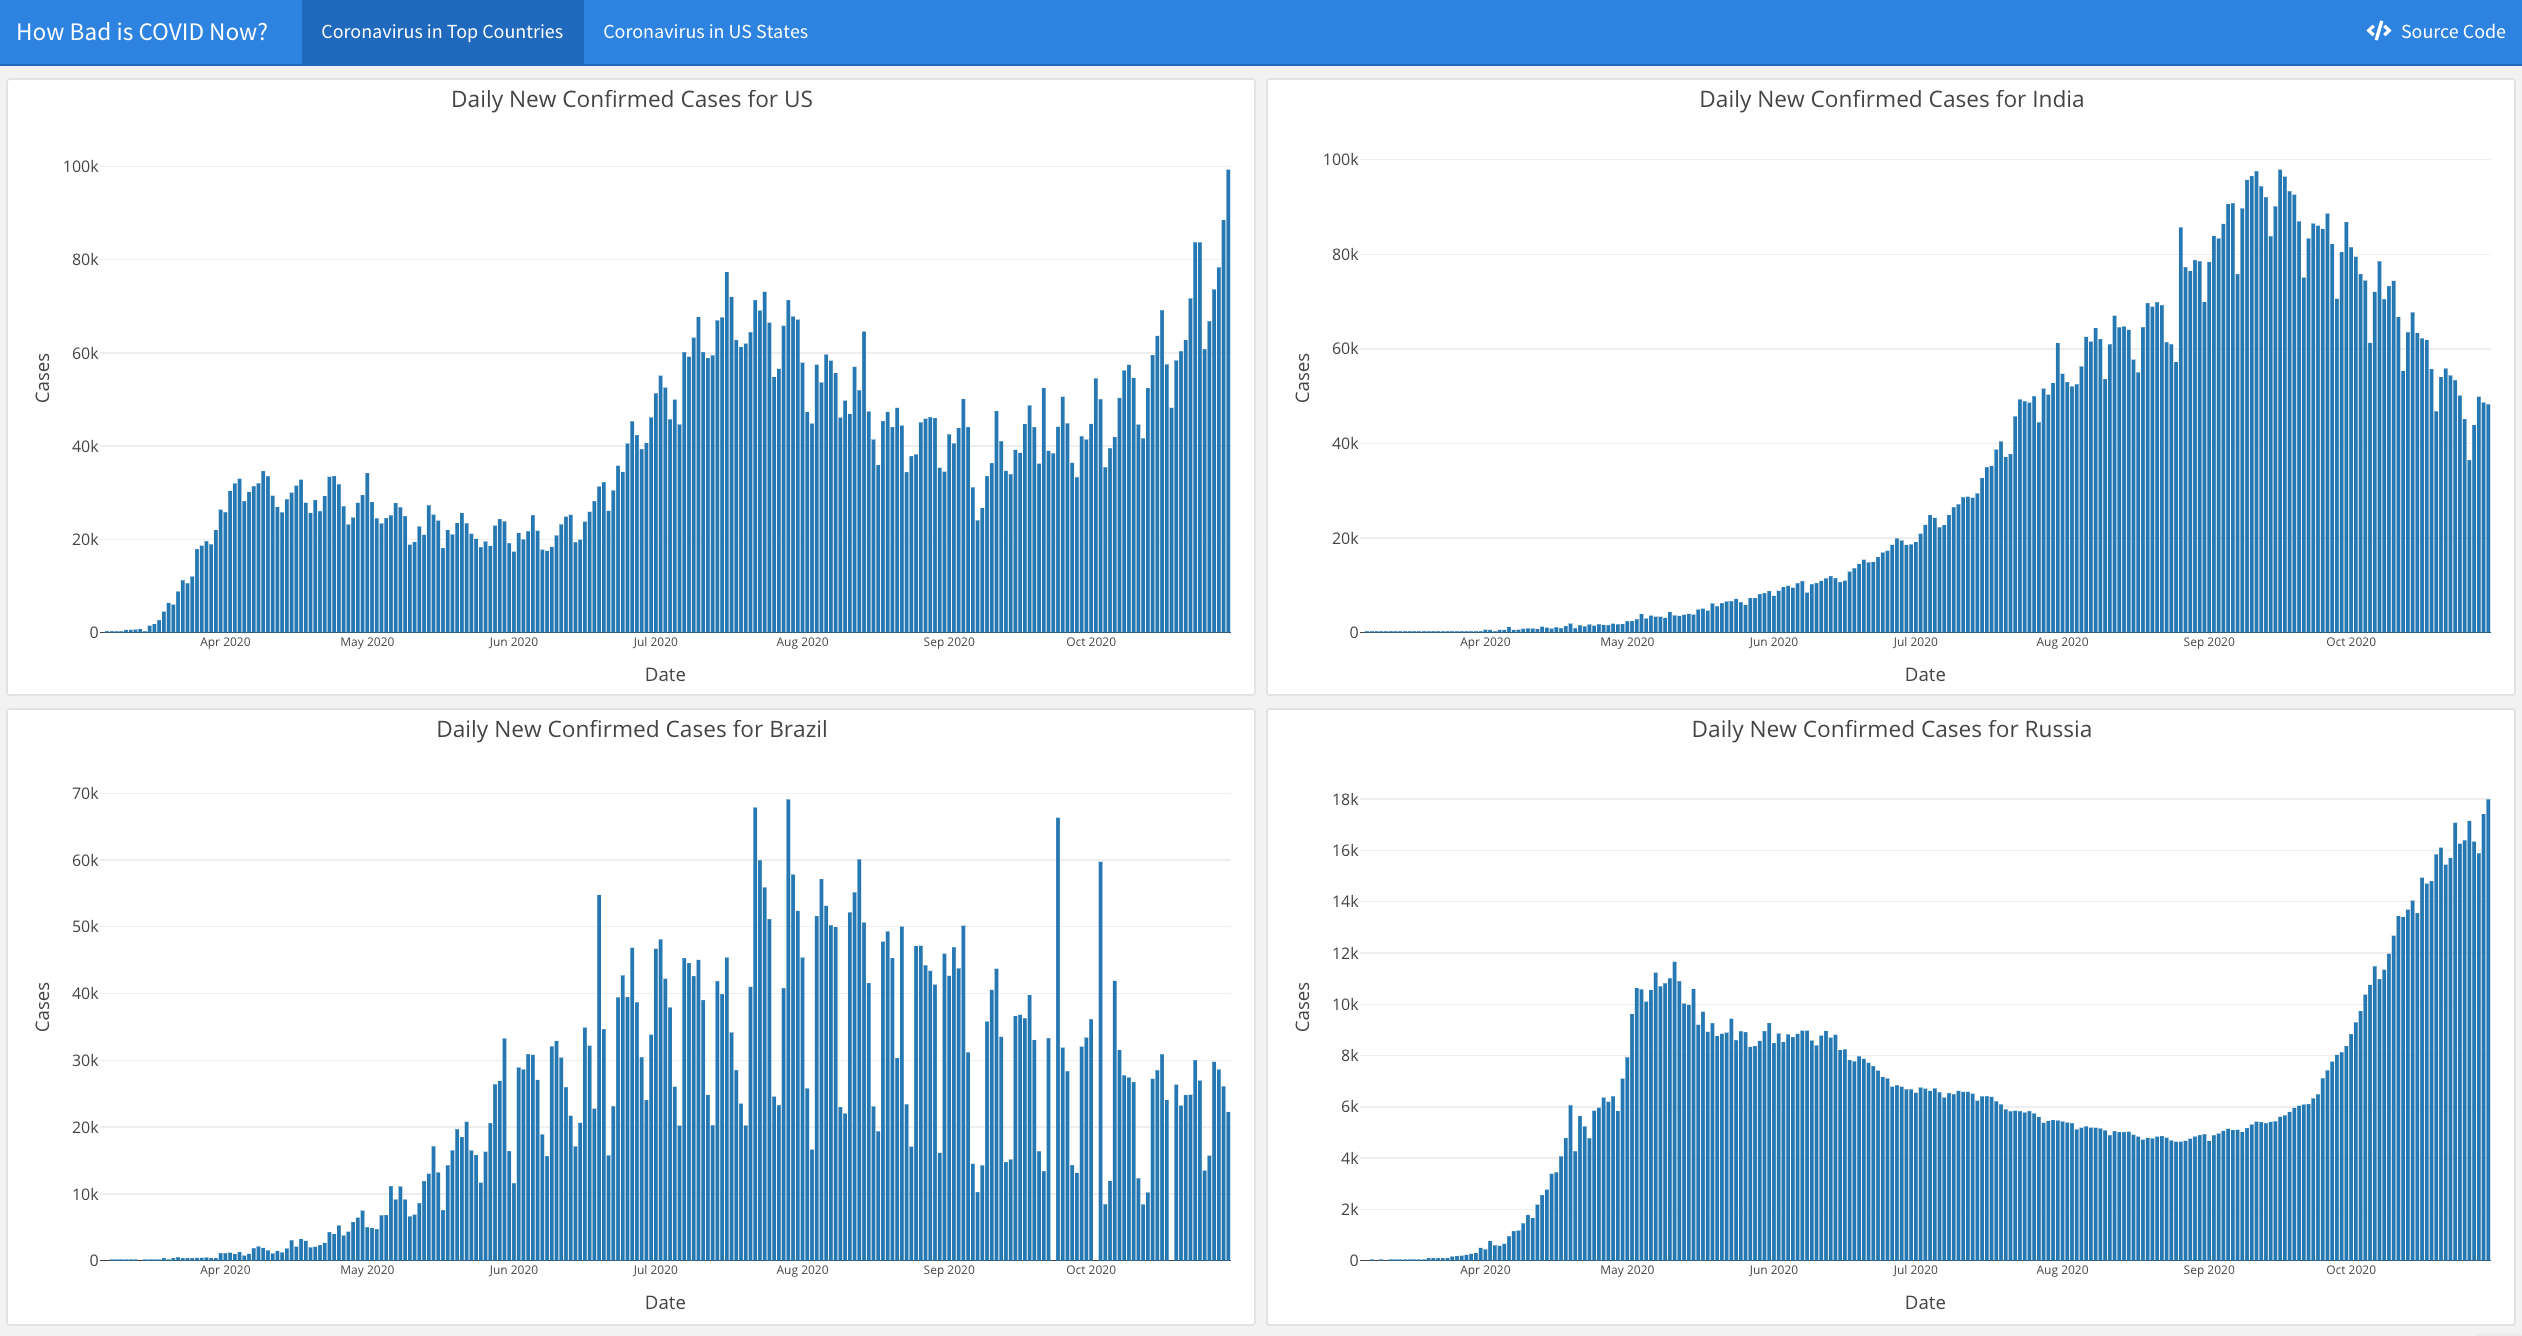 How Bad is COVID Now?
Coronavirus in Top Countries
Coronavirus in US States
</> Source Code
Daily New Confirmed Cases for US
100k
80k
60k
40k
20k
0
Cases
Apr 2020 May 2020 Jun 2020 Jul 2020 Aug 2020 Sep 2020 Oct 2020
Date
Daily New Confirmed Cases for India
100k
80k
60k
40k
20k
0
Cases
Apr 2020 May 2020 Jun 2020 Jul 2020 Aug 2020 Sep 2020 Oct 2020
Date
Daily New Confirmed Cases for Brazil
70k
60k
50k
40k
30k
20k
10k
0
Cases
Apr 2020 May 2020 Jun 2020 Jul 2020 Aug 2020 Sep 2020 Oct 2020
Date
Daily New Confirmed Cases for Russia
18k
16k
14k
12k
10k
8k
6k
4k
2k
0
Cases
Apr 2020 May 2020 Jun 2020 Jul 2020 Aug 2020 Sep 2020 Oct 2020
Date